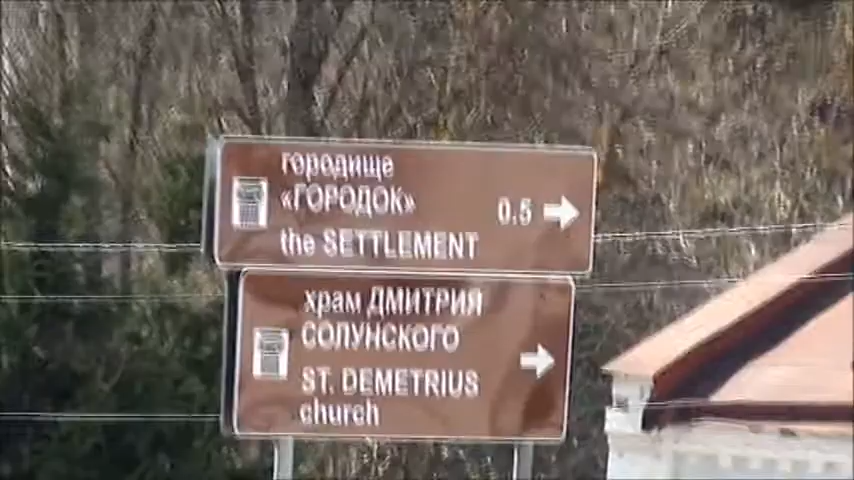 городище
«ГОРОДОК»
0.5
the SETTLEMENT
храм ДМИТРИЯ
СОЛУНСКОГО
ST. DEMETRIUS
church